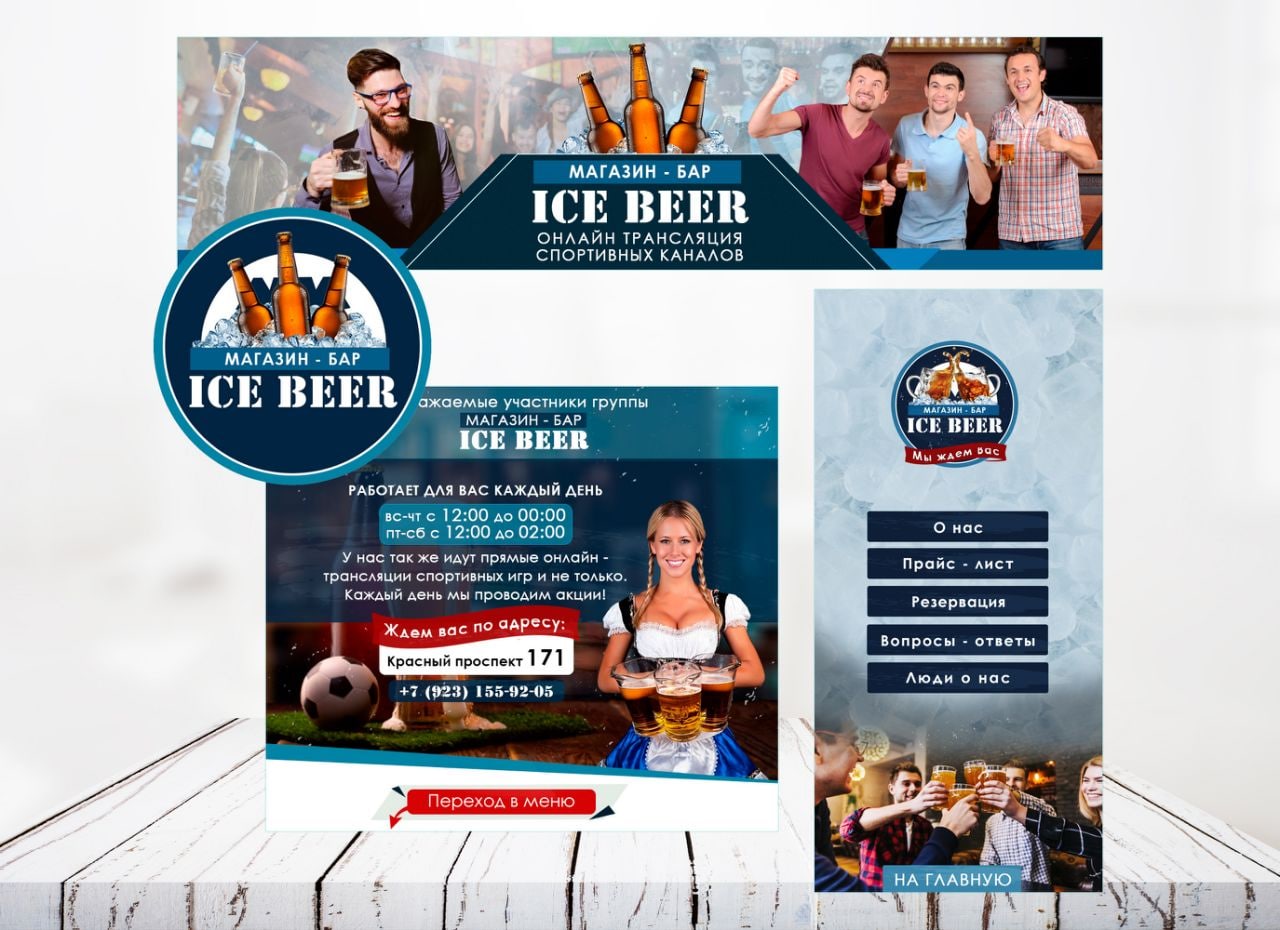 МАГАЗИН - БАР
ICE BEER
ОНЛАЙН ТРАНСЛЯЦИЯ
СПОРТИВНЫХ КАНАЛОВ
МАГАЗИН - БАР
ICE BEER
участники группы
МАГАЗИН - БАР
ICE BEER
РАБОТАЕТ ДЛЯ ВАС КАЖДЫЙ ДЕНЬ
вс-чт с 12:00 до 00:00
пт-сб с 12:00 до 02:00
У нас так же идут прямые онлайн -
трансляции спортивных игр и не только.
Каждый день мы проводим акции!
Ждем вас по адресу:
Красный проспект 171
+7 (923) 155-92-05
Переход в меню
МАГАЗИН - БАР
ICE BEER
Мы ждем вас
О нас
Прайс - лист
Резервация
Вопросы - ответы
Люди о нас
НА ГЛАВНУЮ